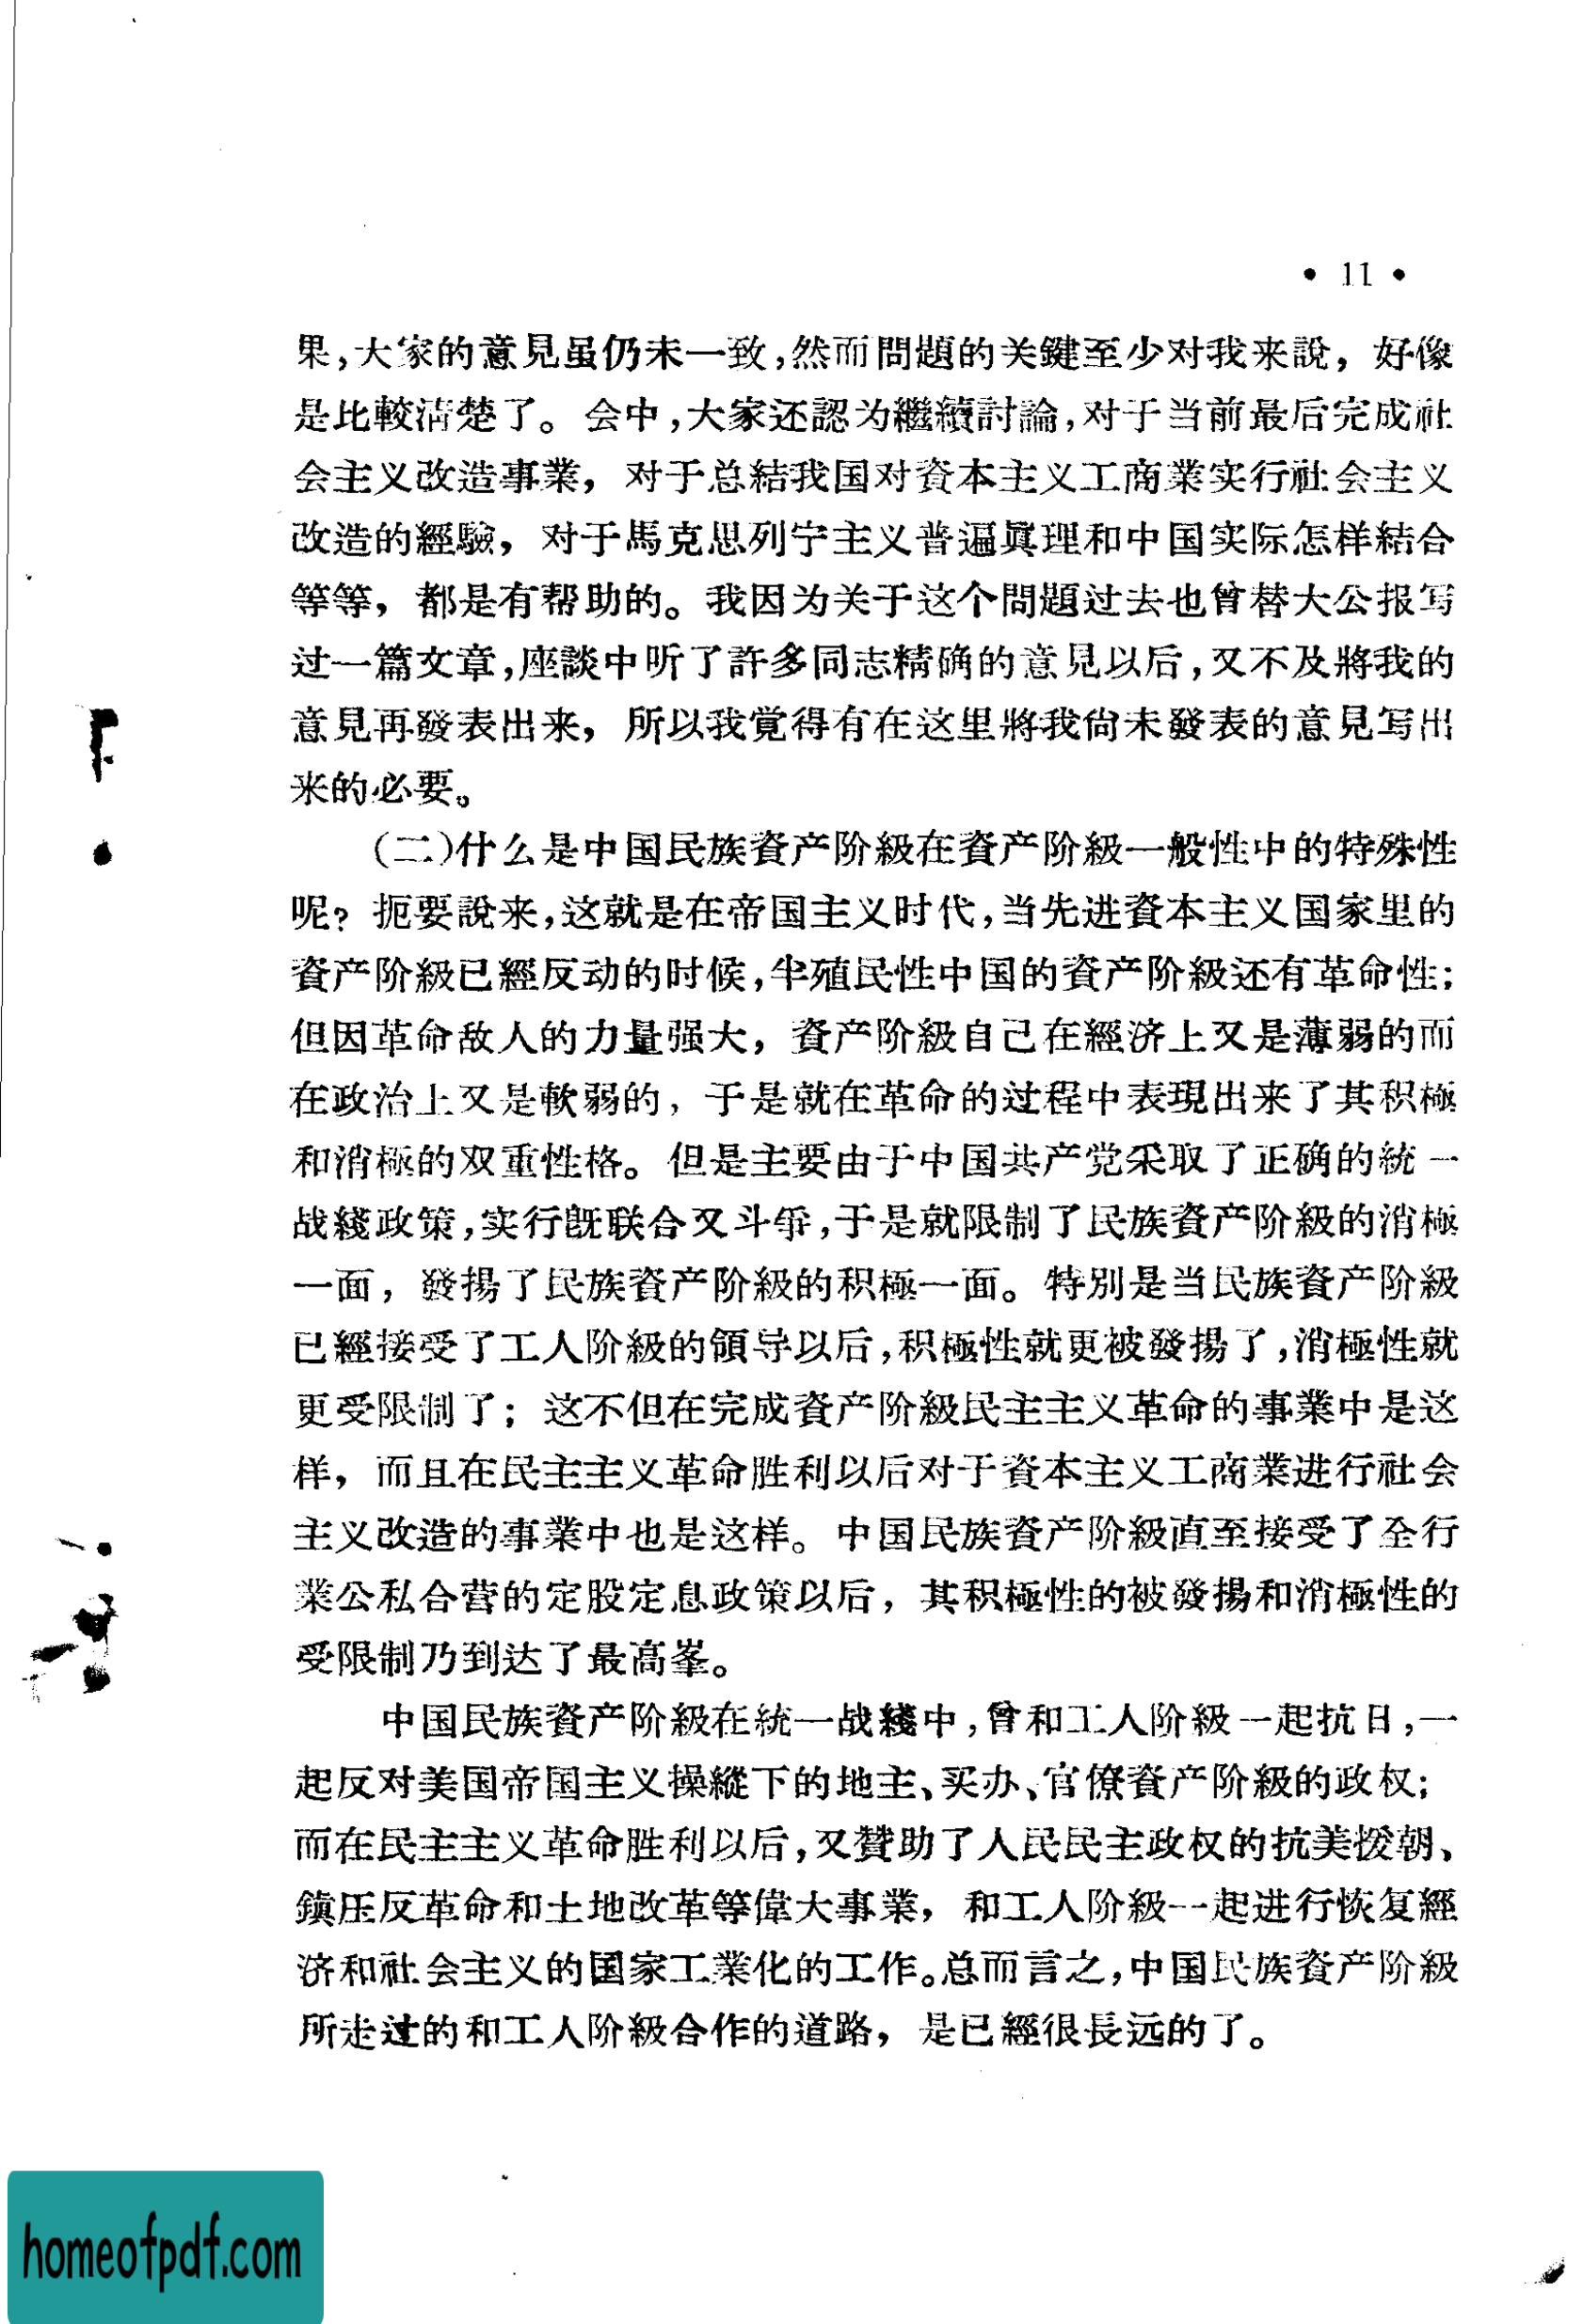 • 11 •
果,大家的意見虽仍未一致,然而問題的关鍵至少对我来說，好像
是比較清楚了。会中,大家还認为繼續討論,对于当前最后完成社
会主义改造事業，对于总結我国对資本主义工商業实行社会主义
改造的經驗，对于馬克思列宁主义普遍眞理和中国实际怎样結合
等等，都是有帮助的。我因为关于这个問題过去也曾替大公报写
过一篇文章,座談中听了許多同志精确的意見以后,又不及將我的
意見再發表出来，所以我覚得有在这里將我尙未發表的意見写出
来的必要。
(二)什么是中国民族資产阶級在資产阶級一般性中的特殊性
呢？扼要說来,这就是在帝国主义时代,当先进資本主义国家里的
資产阶級已經反动的时候,半殖民性中国的資产阶級还有革命性；
但因革命敌人的力量强大，資产阶級自己在經济上又是薄弱的而
在政治上又是軟弱的，于是就在革命的过程中表現出来了其积極
和消極的双重性格。但是主要由于中国共产党采取了正确的統一
战綫政策,实行旣联合又斗爭,于是就限制了民族資产阶級的消極
一面，發揚了民族資产阶級的积極一面。特別是当民族資产阶級
已經接受了工人阶級的領导以后,积極性就更被發揚了,消極性就
更受限制了；这不但在完成資产阶級民主主义革命的事業中是这
样，而且在民主主义革命胜利以后对于資本主义工商業进行社会
主义改造的事業中也是这样。中国民族資产阶級直至接受了全行
業公私合营的定股定息政策以后，其积極性的被發揚和消極性的
受限制乃到达了最高峯。
中国民族資产阶級在統一战綫中,曾和工人阶級一起抗日,一
起反对美国帝国主义操縱下的地主、买办、官僚資产阶級的政权；
而在民主主义革命胜利以后,又贊助了人民民主政权的抗美援朝、
鎭压反革命和土地改革等偉大事業，和工人阶級一起进行恢复經
济和社会主义的国家工業化的工作。总而言之,中国民族資产阶級
所走过的和工人阶級合作的道路，是已經很長远的了。
homeofpdf.com